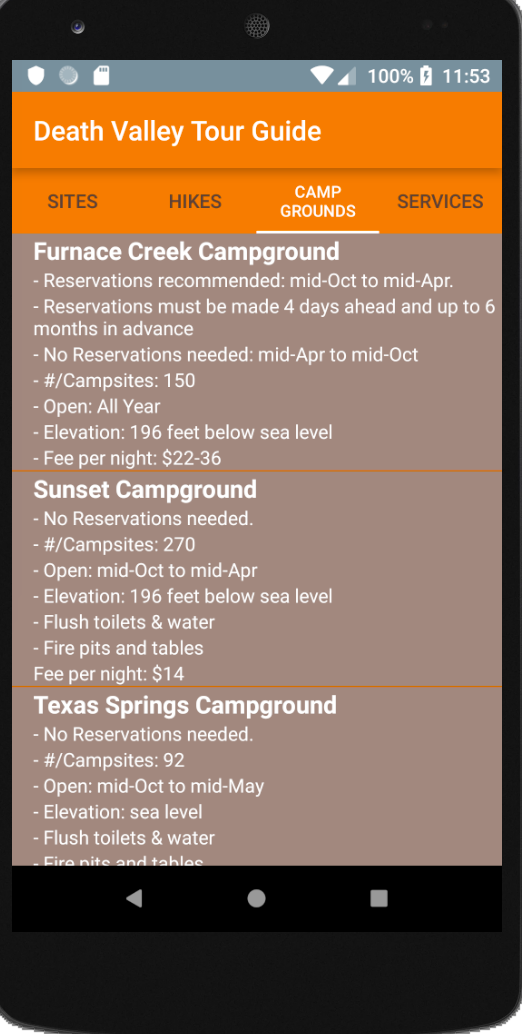 100% 11:53
Death Valley Tour Guide
SITES HIKES CAMP GROUNDS SERVICES
Furnace Creek Campground
- Reservations recommended: mid-Oct to mid-Apr.
- Reservations must be made 4 days ahead and up to 6
months in advance
- No Reservations needed: mid-Apr to mid-Oct
- #/Campsites: 150
- Open: All Year
- Elevation: 196 feet below sea level
- Fee per night: $22-36
Sunset Campground
- No Reservations needed.
- #/Campsites: 270
- Open: mid-Oct to mid-Apr
- Elevation: 196 feet below sea level
- Flush toilets & water
- Fire pits and tables
Fee per night: $14
Texas Springs Campground
- No Reservations needed.
- #/Campsites: 92
- Open: mid-Oct to mid-May
- Elevation: sea level
- Flush toilets & water
- Fire pits and tables